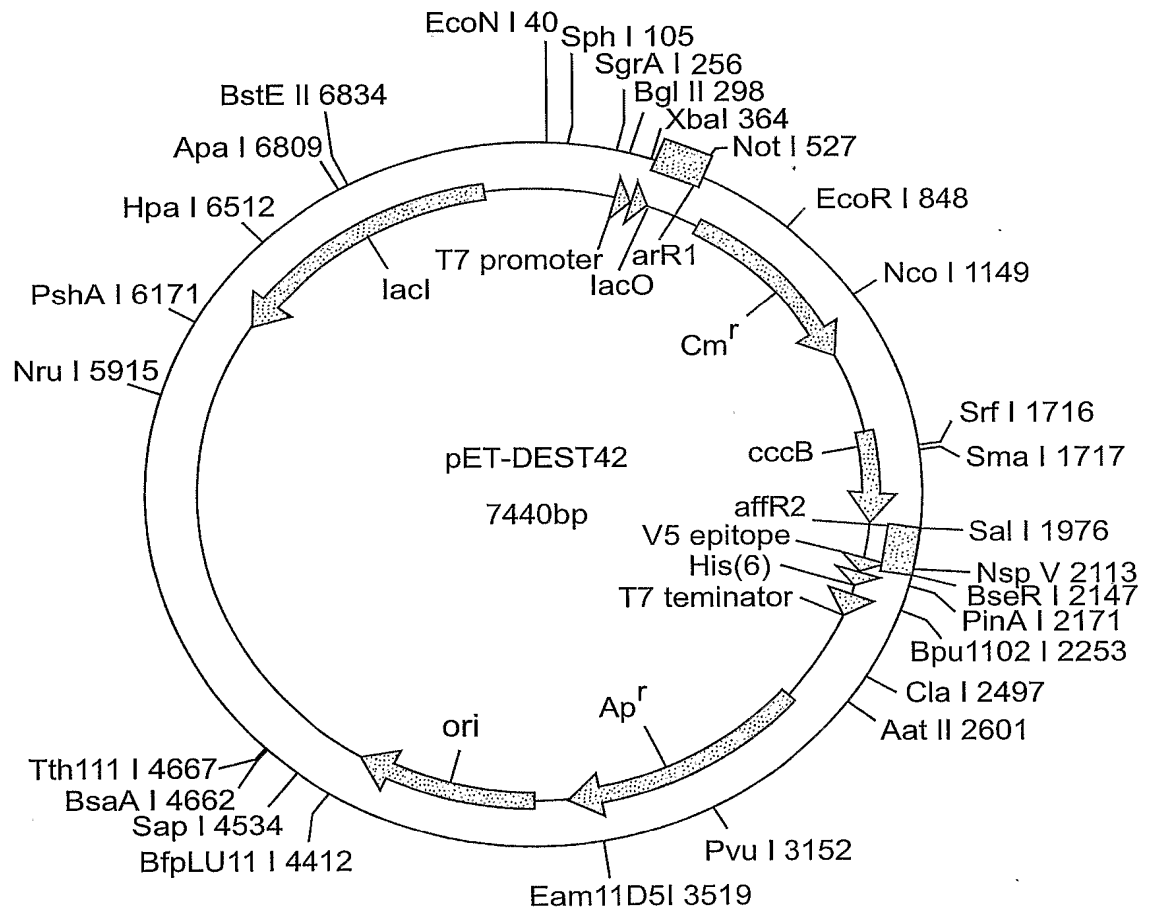 EcoN I 40
Sph I 105
SgrA I 256
Bgl II 298
XbaI 364
Not I 527
EcoR I 848
Nco I 1149
Srf I 1716
Sma I 1717
Sal I 1976
Nsp V 2113
BseR I 2147
PinA I 2171
Bpu1102 I 2253
Cla I 2497
Aat II 2601
Pvu I 3152
Eam11D5I 3519
BfpLU11 I 4412
Sap I 4534
BsaA I 4662
Tth111 I 4667
Nru I 5915
PshA I 6171
Hpa I 6512
Apa I 6809
BstE II 6834
T7 promoter
lacO
arR1
lacI
Cmʳ
cccB
affR2
V5 epitope
His(6)
T7 teminator
Apʳ
ori
pET-DEST42
7440bp